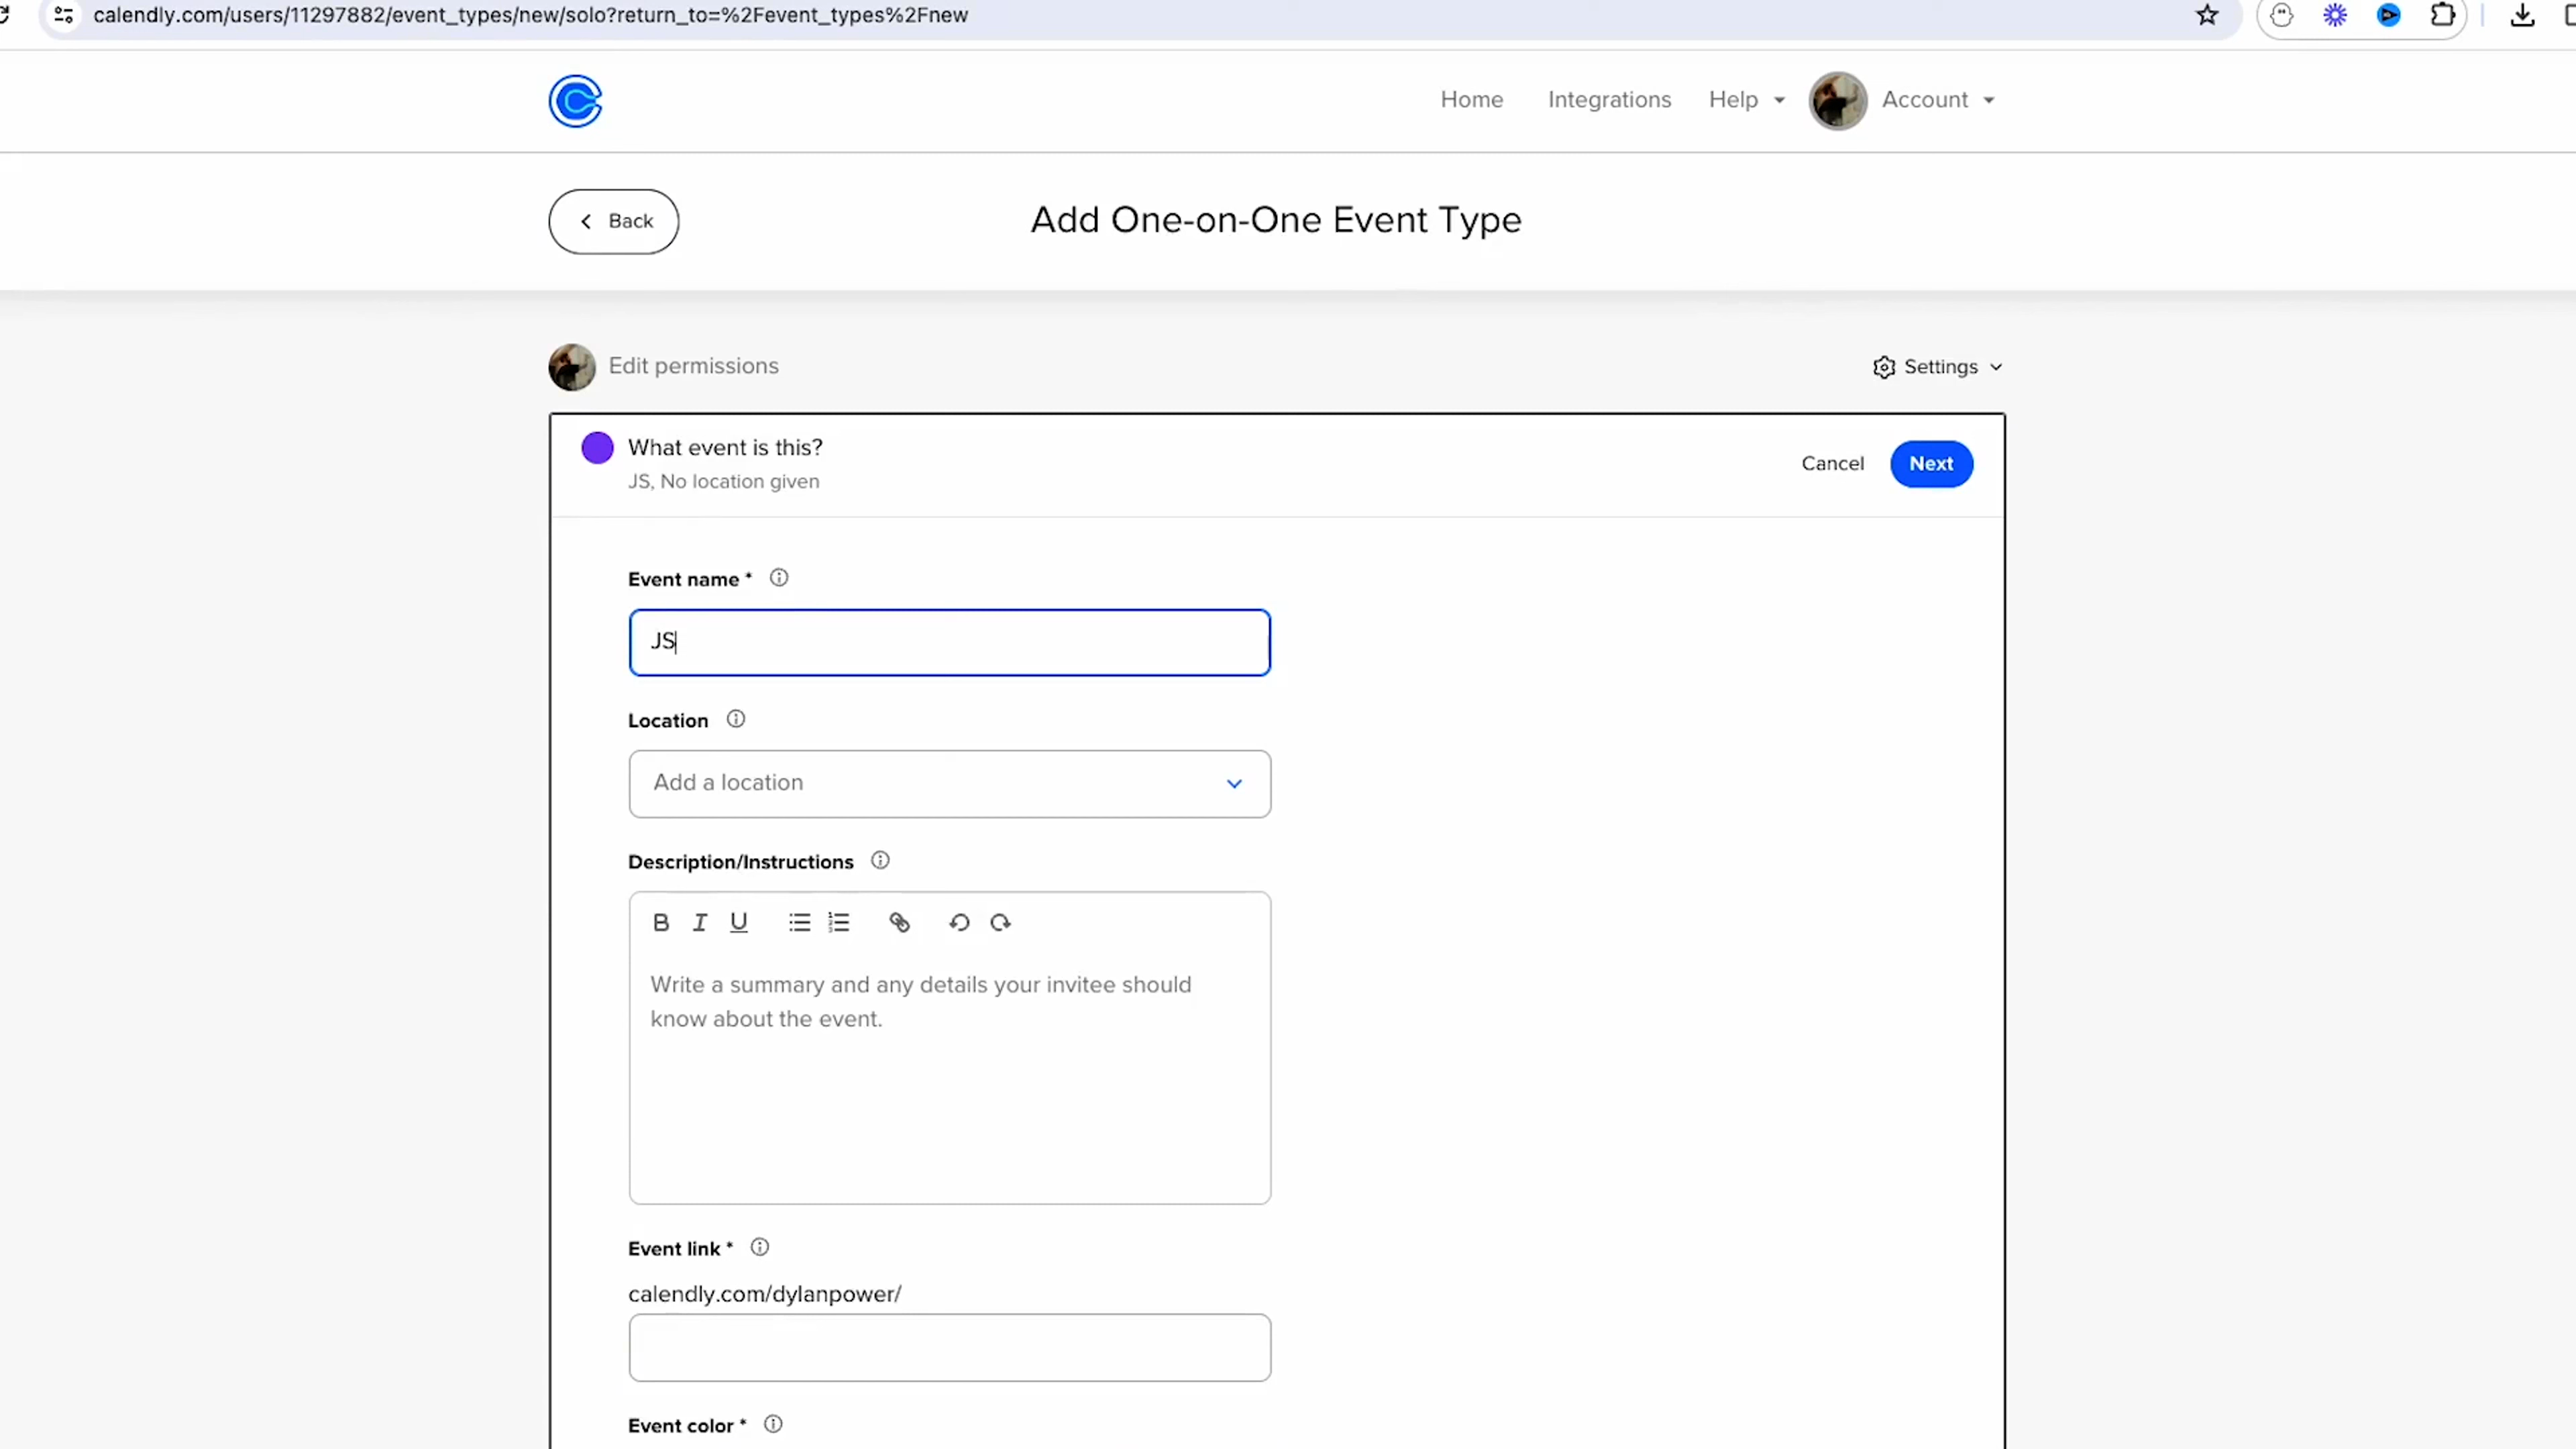 calendly.com/users/11297882/event_types/new/solo?return_to=%2Fevent_types%2Fnew
Home Integrations Help Account
Back
Add One-on-One Event Type
Edit permissions
Settings
What event is this?
JS, No location given
Cancel
Next
Event name *
JS
Location
Add a location
Description/Instructions
B I U
Write a summary and any details your invitee should
know about the event.
Event link *
calendly.com/dylanpower/
Event color *